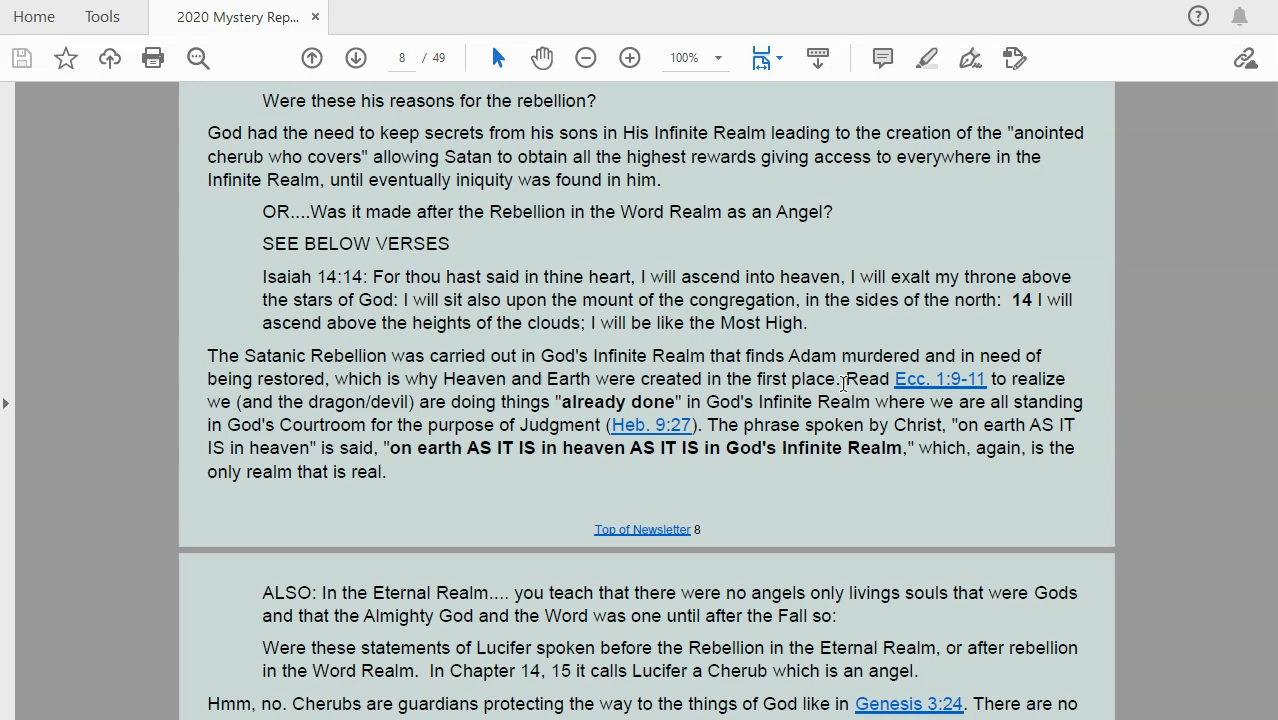 Home
Tools
2020 Mystery Rep... ×
8 / 49
100%
Were these his reasons for the rebellion?
God had the need to keep secrets from his sons in His Infinite Realm leading to the creation of the "anointed
cherub who covers" allowing Satan to obtain all the highest rewards giving access to everywhere in the
Infinite Realm, until eventually iniquity was found in him.
OR....Was it made after the Rebellion in the Word Realm as an Angel?
SEE BELOW VERSES
Isaiah 14:14: For thou hast said in thine heart, I will ascend into heaven, I will exalt my throne above
the stars of God: I will sit also upon the mount of the congregation, in the sides of the north:  14 I will
ascend above the heights of the clouds; I will be like the Most High.
The Satanic Rebellion was carried out in God's Infinite Realm that finds Adam murdered and in need of
being restored, which is why Heaven and Earth were created in the first place. Read Ecc. 1:9-11 to realize
we (and the dragon/devil) are doing things "already done" in God's Infinite Realm where we are all standing
in God's Courtroom for the purpose of Judgment (Heb. 9:27). The phrase spoken by Christ, "on earth AS IT
IS in heaven" is said, "on earth AS IT IS in heaven AS IT IS in God's Infinite Realm," which, again, is the
only realm that is real.
Top of Newsletter 8
ALSO: In the Eternal Realm.... you teach that there were no angels only livings souls that were Gods
and that the Almighty God and the Word was one until after the Fall so:
Were these statements of Lucifer spoken before the Rebellion in the Eternal Realm, or after rebellion
in the Word Realm.  In Chapter 14, 15 it calls Lucifer a Cherub which is an angel.
Hmm, no. Cherubs are guardians protecting the way to the things of God like in Genesis 3:24. There are no